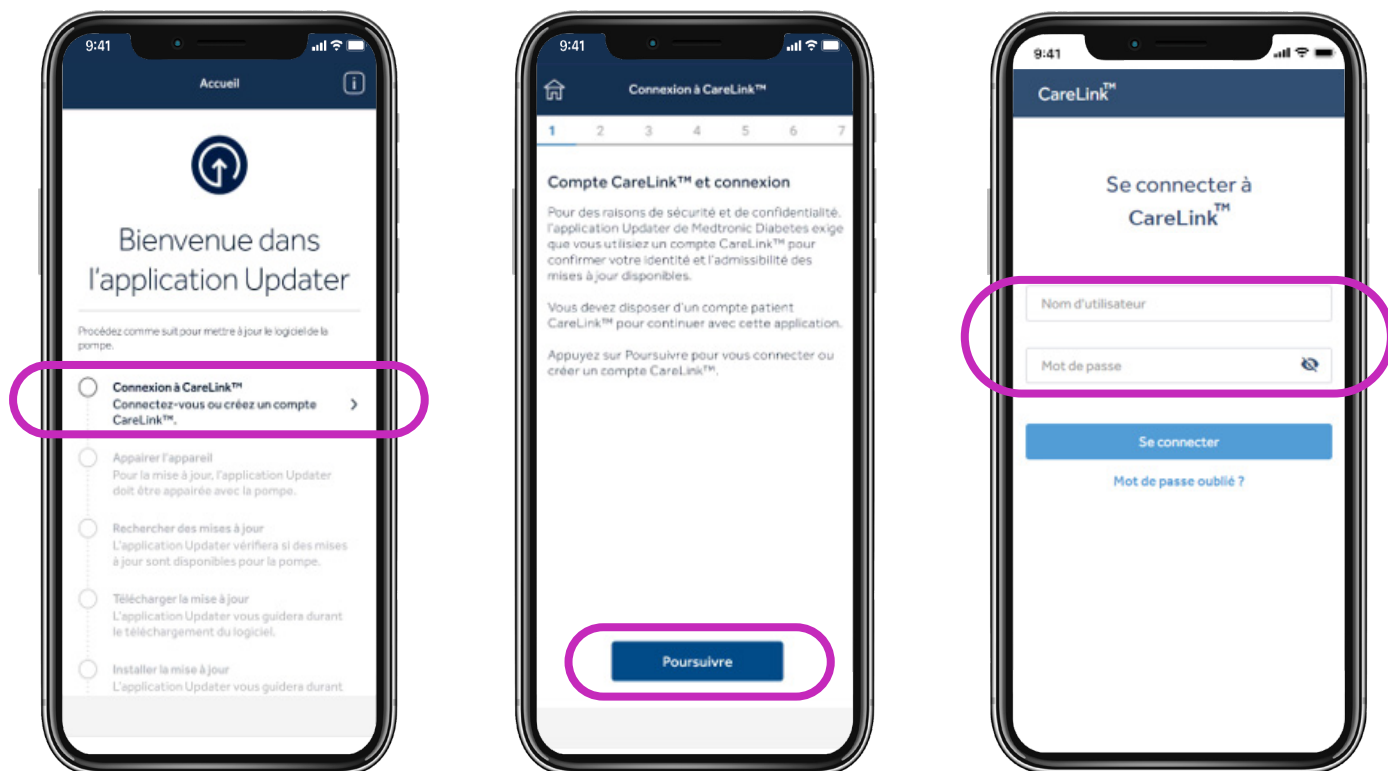 9:41
Accueil
i
Bienvenue dans
l'application Updater
Procédez comme suit pour mettre à jour le logiciel de la
pompe.
Connexion à CareLink™
Connectez-vous ou créez un compte
CareLink™.
Appairer l'appareil
Pour la mise à jour, l'application Updater
doit être appairée avec la pompe.
Rechercher des mises à jour
L'application Updater vérifiera si des mises
à jour sont disponibles pour la pompe.
Télécharger la mise à jour
L'application Updater vous guidera durant
le téléchargement du logiciel.
Installer la mise à jour
L'application Updater vous guidera durant
9:41
Connexion à CareLink™
1 2 3 4 5 6 7
Compte CareLink™ et connexion
Pour des raisons de sécurité et de confidentialité,
l'application Updater de Medtronic Diabetes exige
que vous utilisiez un compte CareLink™ pour
confirmer votre identité et l'admissibilité des
mises à jour disponibles.
Vous devez disposer d'un compte patient
CareLink™ pour continuer avec cette application.
Appuyez sur Poursuivre pour vous connecter ou
créer un compte CareLink™.
Poursuivre
9:41
CareLink™
Se connecter à
CareLink™
Nom d'utilisateur
Mot de passe
Se connecter
Mot de passe oublié ?